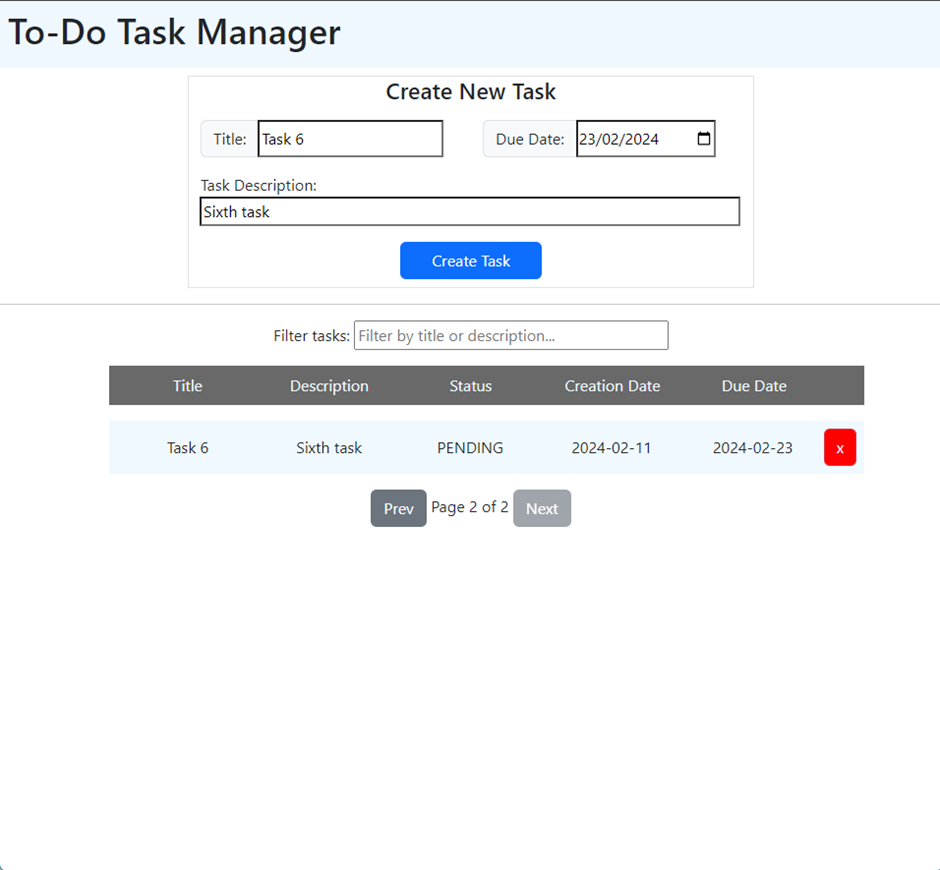 To-Do Task Manager
Create New Task
Title: Task 6 Due Date: 23/02/2024
Task Description:
Sixth task
Create Task
Filter tasks: Filter by title or description...
Title Description Status Creation Date Due Date
Task 6 Sixth task PENDING 2024-02-11 2024-02-23 x
Prev Page 2 of 2 Next